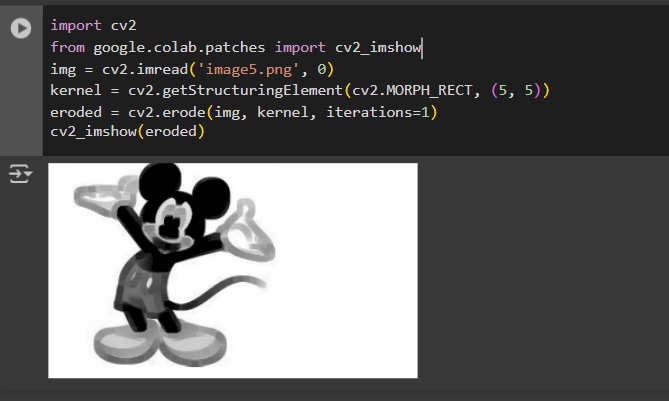 import cv2
from google.colab.patches import cv2_imshow
img = cv2.imread('image5.png', 0)
kernel = cv2.getStructuringElement(cv2.MORPH_RECT, (5, 5))
eroded = cv2.erode(img, kernel, iterations=1)
cv2_imshow(eroded)